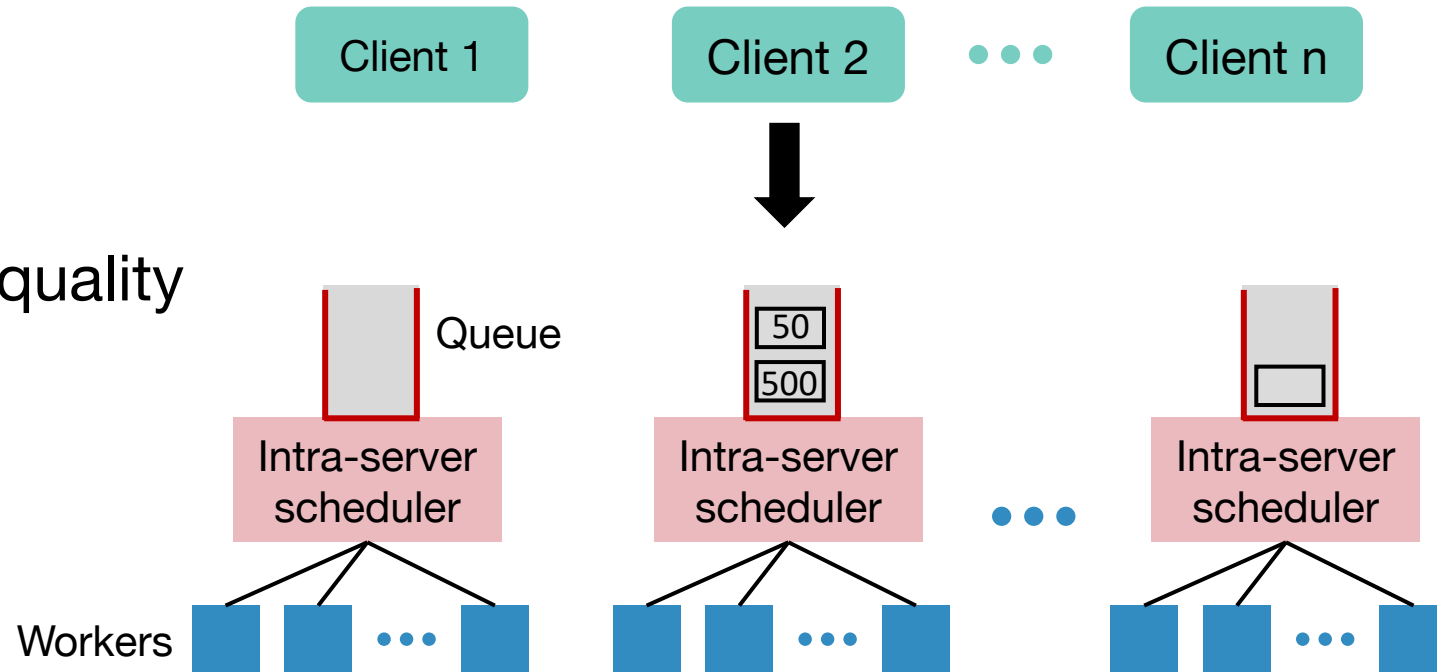 Client 1
Client 2
Client n
quality
Queue
50
500
Intra-server
scheduler
Intra-server
scheduler
Intra-server
scheduler
Workers